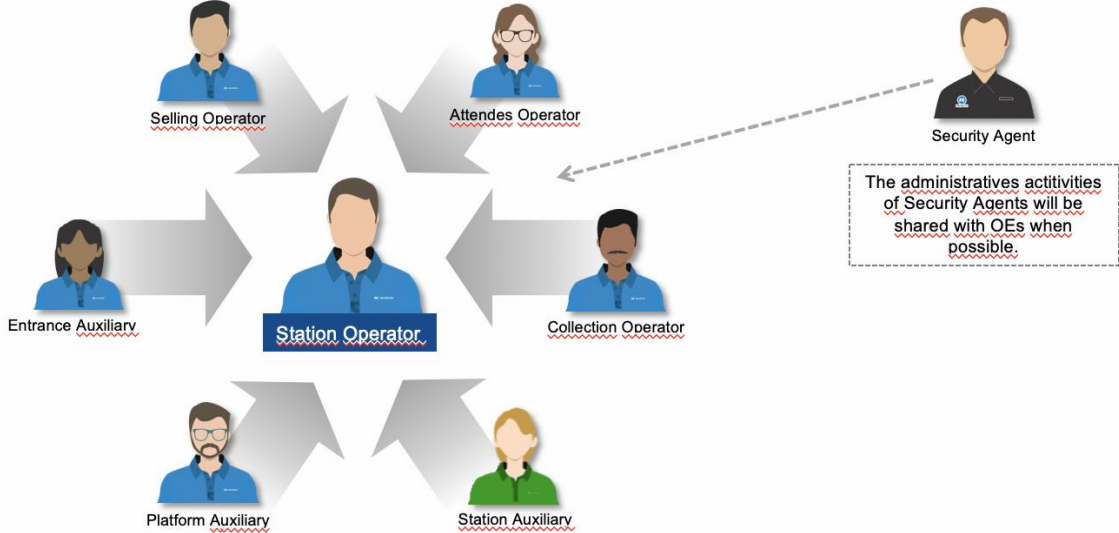 Selling Operator
Attendes Operator
Security Agent
The administratives actitivities
of Security Agents will be
shared with OEs when
possible.
Entrance Auxiliary
Station Operator
Collection Operator
Platform Auxiliary
Station Auxiliary